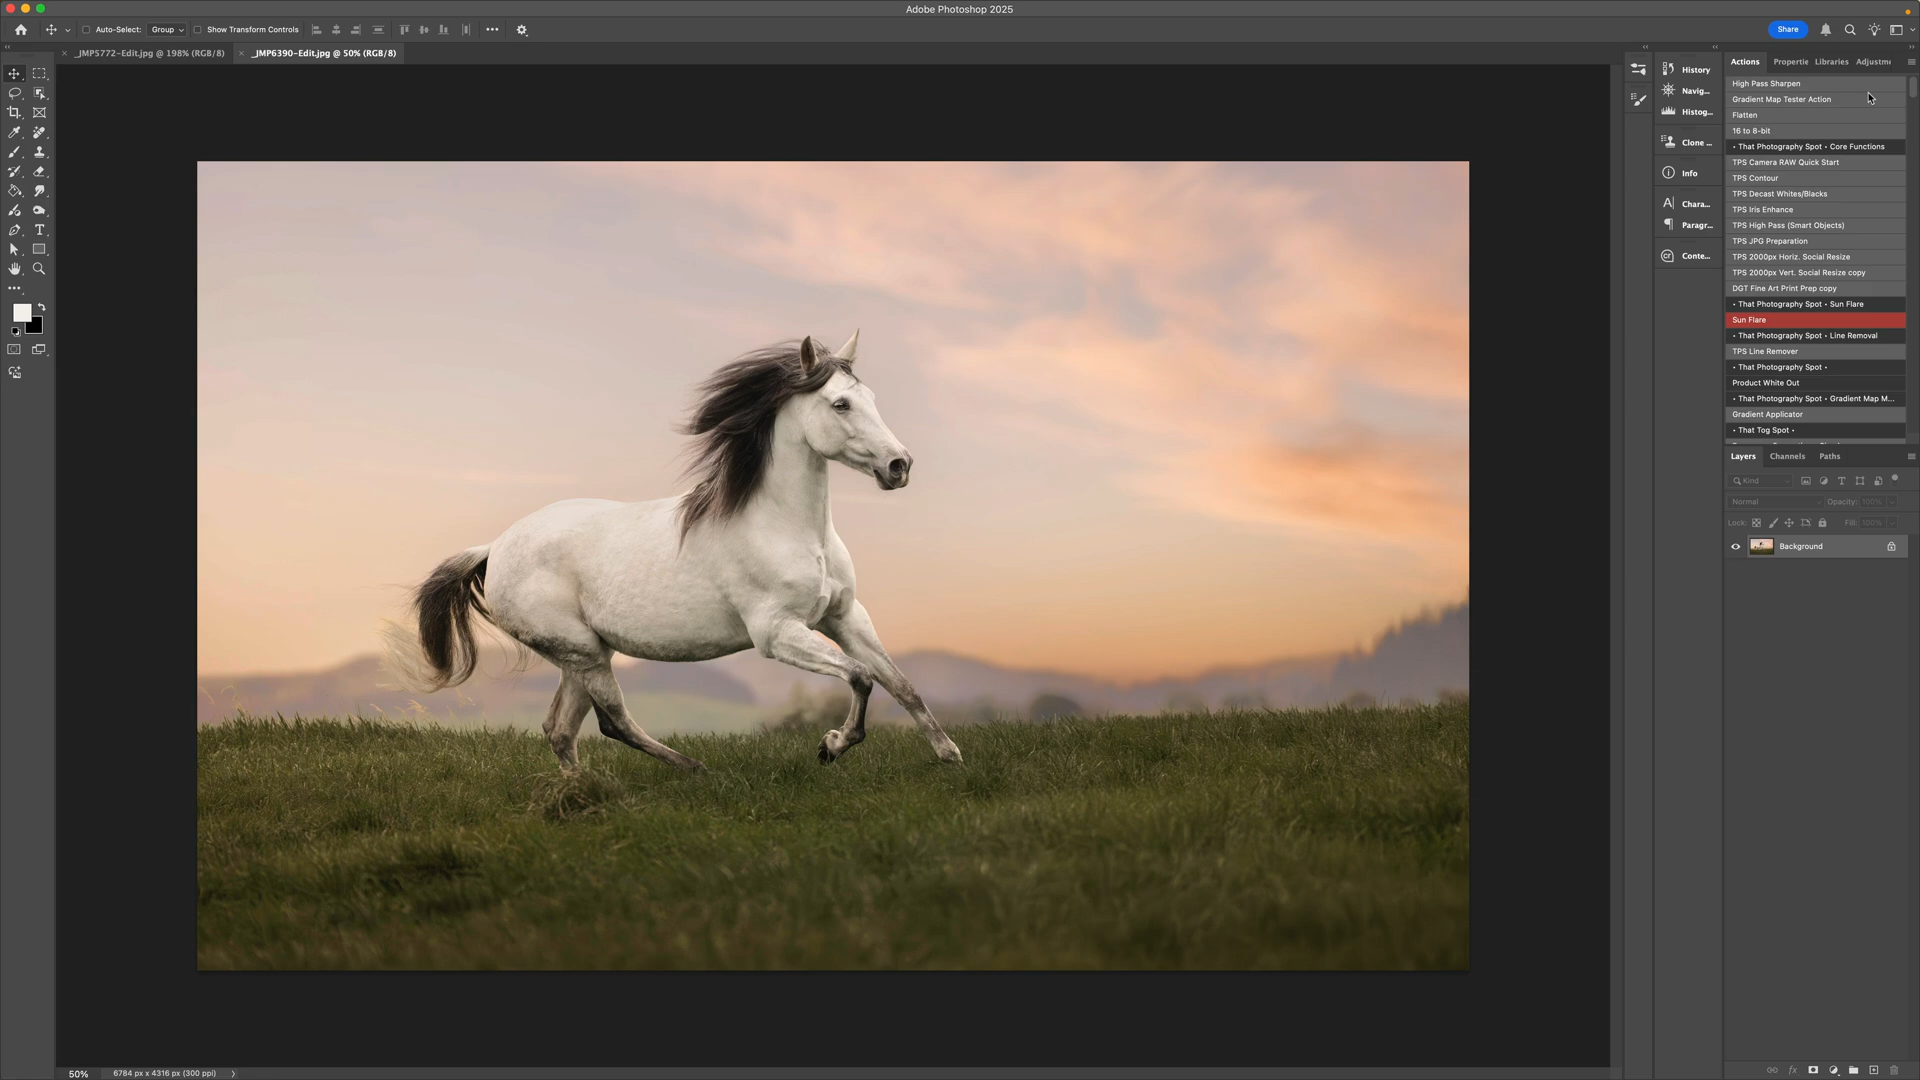 Adobe Photoshop 2025
Auto-Select: Group Show Transform Controls Share
_JMP5772-Edit.jpg @ 198% (RGB/8) _JMP6390-Edit.jpg @ 50% (RGB/8)
History
Navig...
Histog...
Clone ...
Info
Chara...
Paragr...
Conte...
Actions Propertie Libraries Adjustm
High Pass Sharpen
Gradient Map Tester Action
Flatten
16 to 8-bit
• That Photography Spot • Core Functions
TPS Camera RAW Quick Start
TPS Contour
TPS Decast Whites/Blacks
TPS Iris Enhance
TPS High Pass (Smart Objects)
TPS JPG Preparation
TPS 2000px Horiz. Social Resize
TPS 2000px Vert. Social Resize copy
DGT Fine Art Print Prep copy
• That Photography Spot • Sun Flare
Sun Flare
• That Photography Spot • Line Removal
TPS Line Remover
• That Photography Spot •
Product White Out
• That Photography Spot • Gradient Map M...
Gradient Applicator
• That Tog Spot •
Layers Channels Paths
Kind
Normal Opacity: 100%
Lock: Fill: 100%
Background
50% 6784 px x 4316 px (300 ppi)